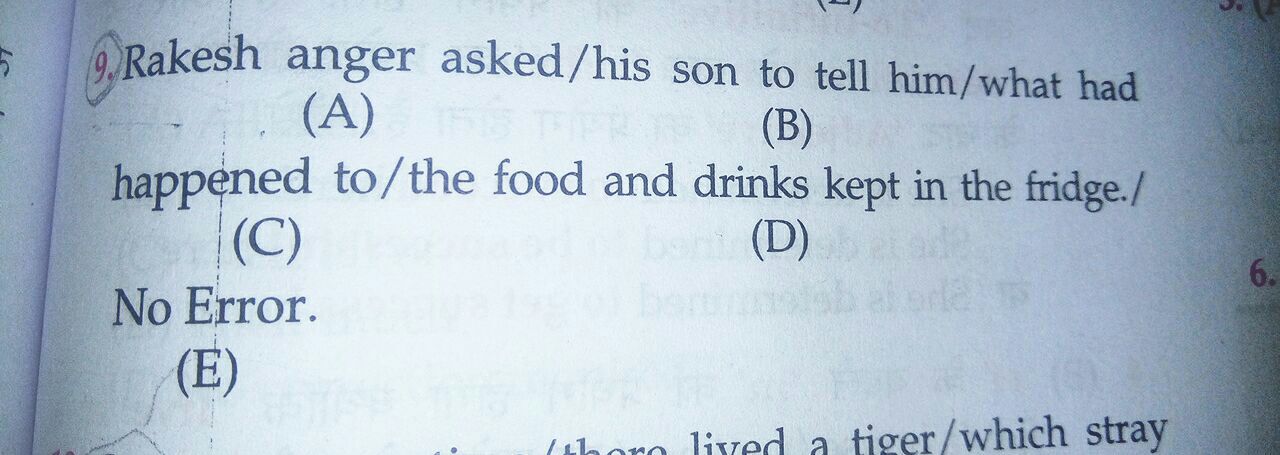 9. Rakesh anger asked/his son to tell him/what had
(A) (B)
happened to/the food and drinks kept in the fridge./
(C) (D)
No Error.
(E)
6.
lived a tiger/which stray